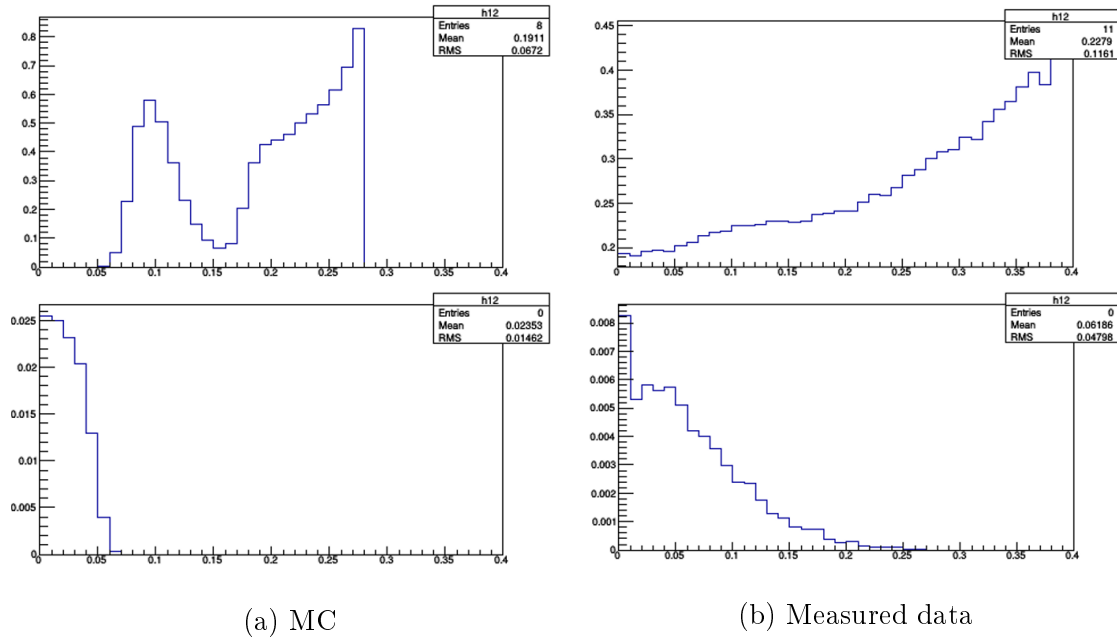 h12
Entries 8
Mean 0.1911
RMS 0.0672
0.8
0.7
0.6
0.5
0.4
0.3
0.2
0.1
0
0 0.05 0.1 0.15 0.2 0.25 0.3 0.35 0.4
h12
Entries 11
Mean 0.2279
RMS 0.1161
0.45
0.4
0.35
0.3
0.25
0.2
0 0.05 0.1 0.15 0.2 0.25 0.3 0.35 0.4
h12
Entries 0
Mean 0.02353
RMS 0.01462
0.025
0.02
0.015
0.01
0.005
0
0 0.05 0.1 0.15 0.2 0.25 0.3 0.35 0.4
h12
Entries 0
Mean 0.06186
RMS 0.04798
0.008
0.007
0.006
0.005
0.004
0.003
0.002
0.001
0
0 0.05 0.1 0.15 0.2 0.25 0.3 0.35 0.4
(a) MC
(b) Measured data